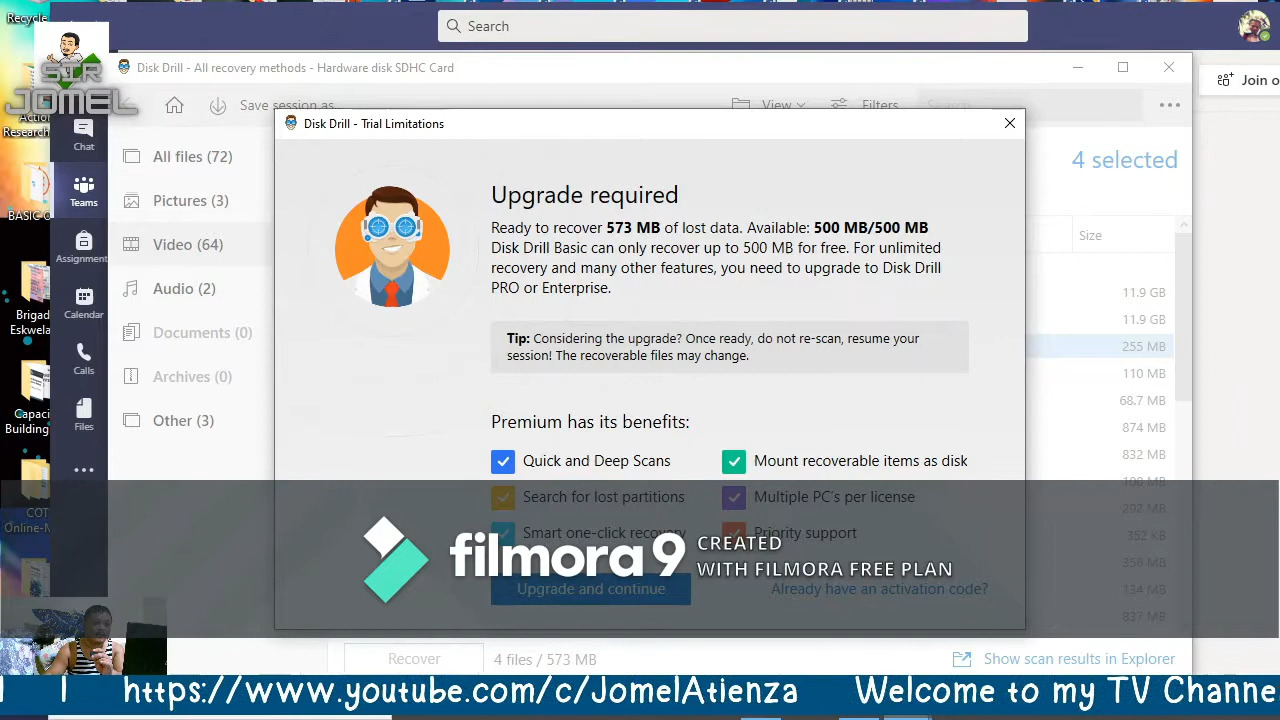 Recycle
Search
SIR
JOMEL
Disk Drill - All recovery methods - Hardware disk SDHC Card
Join o
Save session as
View
Filters
Search
Research
Chat
Disk Drill - Trial Limitations
All files (72)
4 selected
Teams
Pictures (3)
Upgrade required
BASIC
Ready to recover 573 MB of lost data. Available: 500 MB/500 MB
Video (64)
Disk Drill Basic can only recover up to 500 MB for free. For unlimited
Size
Assignment
recovery and many other features, you need to upgrade to Disk Drill
Audio (2)
PRO or Enterprise.
11.9 GB
Calendar
Brigad
Eskwela
11.9 GB
Documents (0)
Tip: Considering the upgrade? Once ready, do not re-scan, resume your
session! The recoverable files may change.
255 MB
Calls
Archives (0)
110 MB
68.7 MB
Capaci
Building
Files
Other (3)
Premium has its benefits:
874 MB
Quick and Deep Scans
Mount recoverable items as disk
832 MB
Search for lost partitions
Multiple PC's per license
COT
Online-M
Smart one-click recovery
Priority support
352 KB
filmora9
CREATED
WITH FILMORA FREE PLAN
Upgrade and continue
Already have an activation code?
134 MB
837 MB
Recover
4 files / 573 MB
Show scan results in Explorer
https://www.youtube.com/c/JomelAtienza
Welcome to my TV Channe